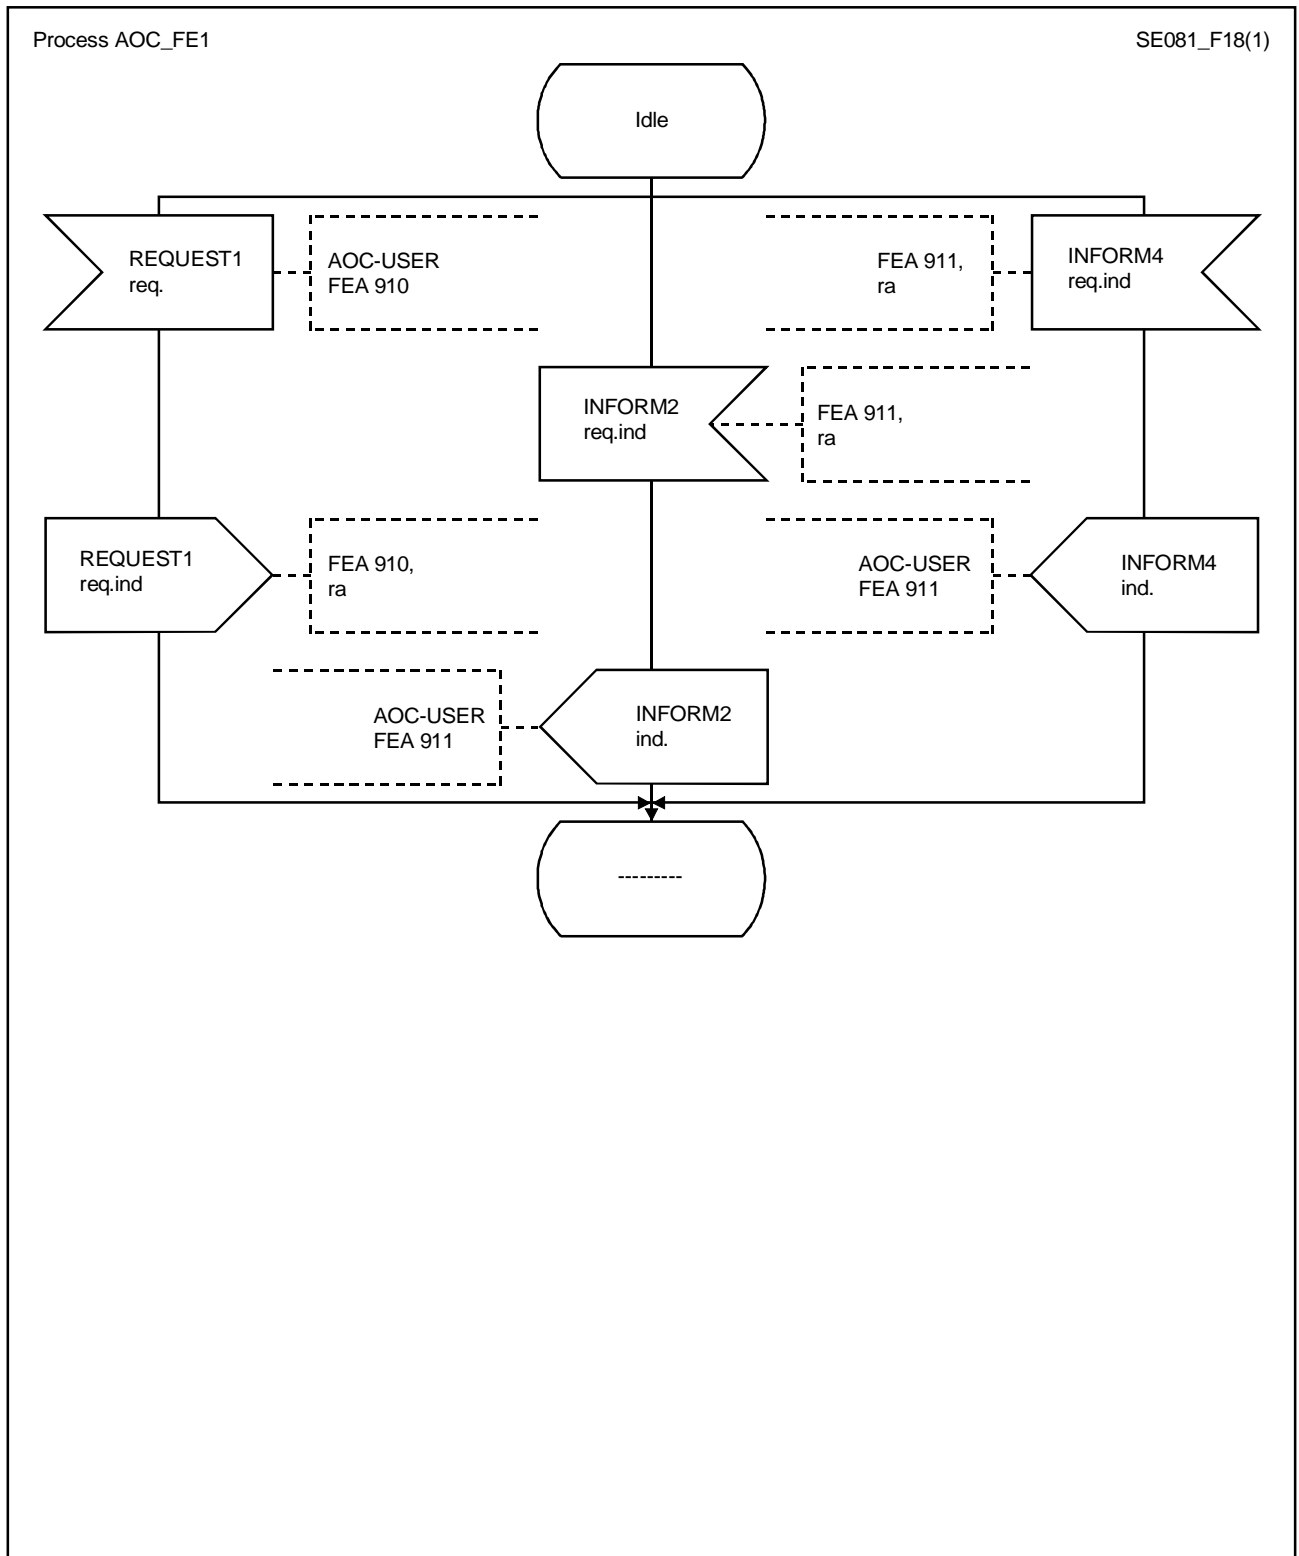 Process AOC_FE1
SE081_F18(1)
Idle
REQUEST1
req.
AOC-USER
FEA 910
FEA 911,
ra
INFORM4
req.ind
INFORM2
req.ind
FEA 911,
ra
REQUEST1
req.ind
FEA 910,
ra
AOC-USER
FEA 911
INFORM4
ind.
AOC-USER
FEA 911
INFORM2
ind.
---------